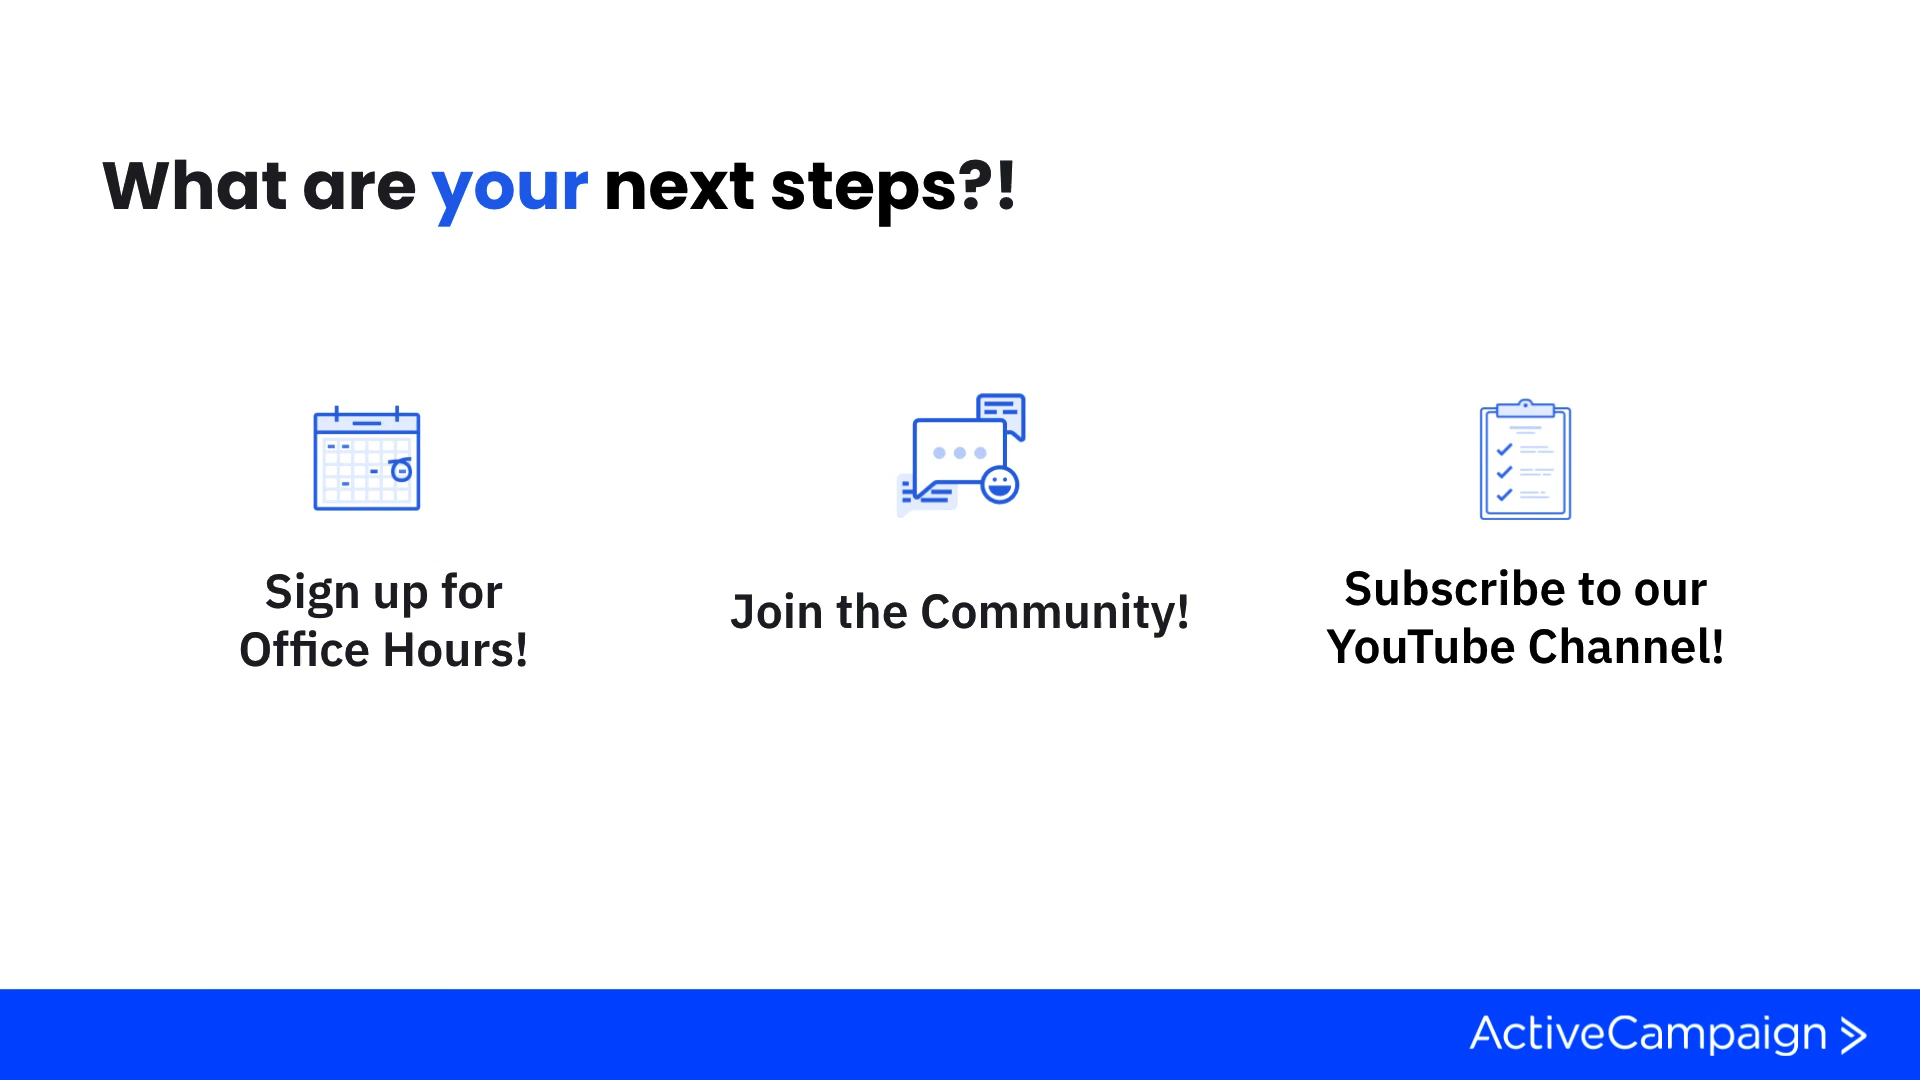 What are your next steps?!
Sign up for
Office Hours!
Join the Community!
Subscribe to our
YouTube Channel!
ActiveCampaign